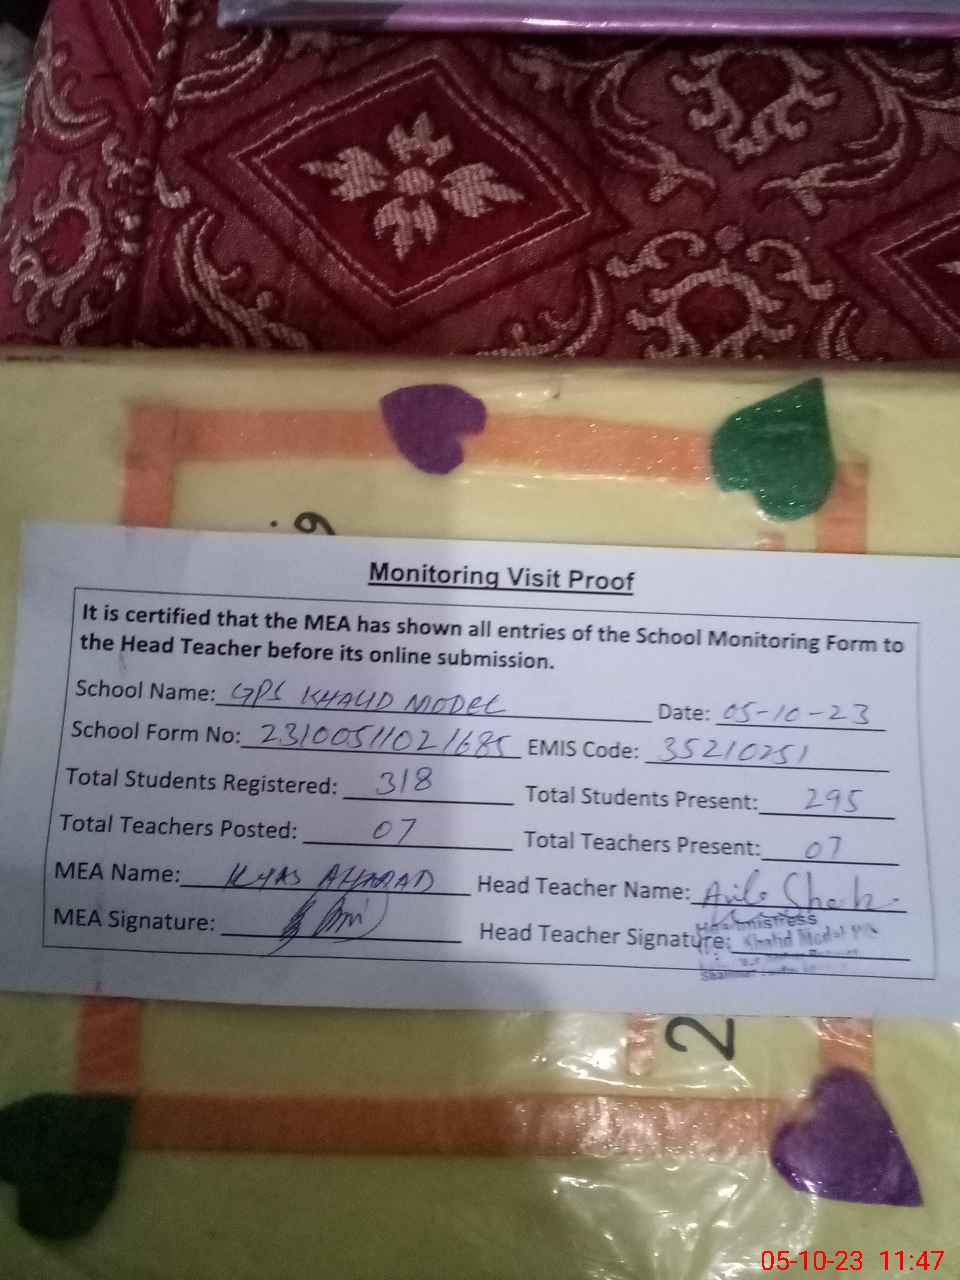 9
Monitoring Visit Proof
It is certified that the MEA has shown all entries of the School Monitoring Form to
the Head Teacher before its online submission.
School Name: GPS KHALID MODEL Date: 05-10-23
School Form No: 23100511021685 EMIS Code: 35210251
Total Students Registered: 318 Total Students Present: 295
Total Teachers Posted: 07 Total Teachers Present: 07
MEA Name: ILYAS AHMAD Head Teacher Name:
MEA Signature: Head Teacher Signature:
Headmistress
Khalid Model
2
05-10-23 11:47